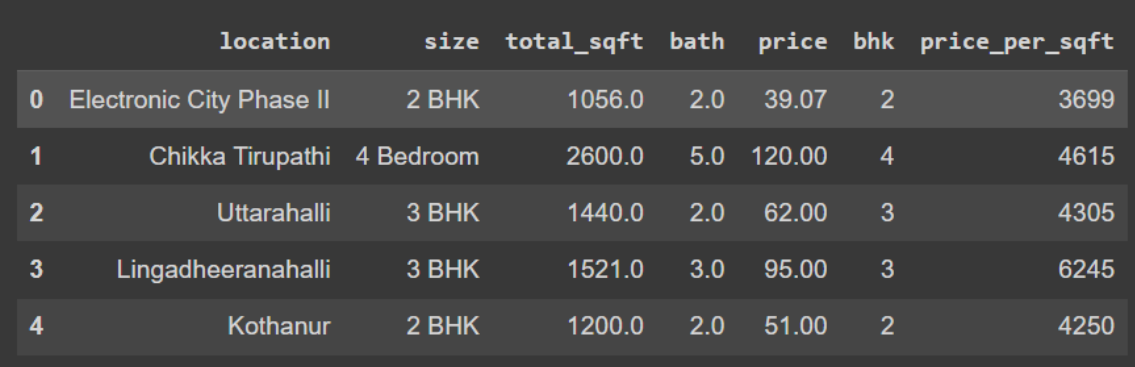 location size total_sqft bath price bhk price_per_sqft
0 Electronic City Phase II 2 BHK 1056.0 2.0 39.07 2 3699
1 Chikka Tirupathi 4 Bedroom 2600.0 5.0 120.00 4 4615
2 Uttarahalli 3 BHK 1440.0 2.0 62.00 3 4305
3 Lingadheeranahalli 3 BHK 1521.0 3.0 95.00 3 6245
4 Kothanur 2 BHK 1200.0 2.0 51.00 2 4250